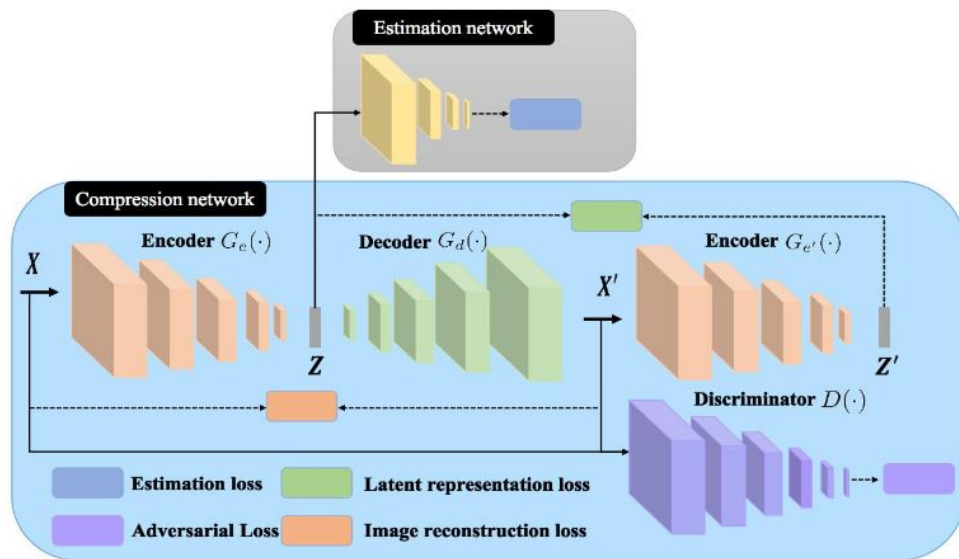 Estimation network
Compression network
Encoder G_e(·)
Decoder G_d(·)
Encoder G_{e'}(·)
X
X'
Z
Z'
Discriminator D(·)
Estimation loss
Latent representation loss
Adversarial Loss
Image reconstruction loss